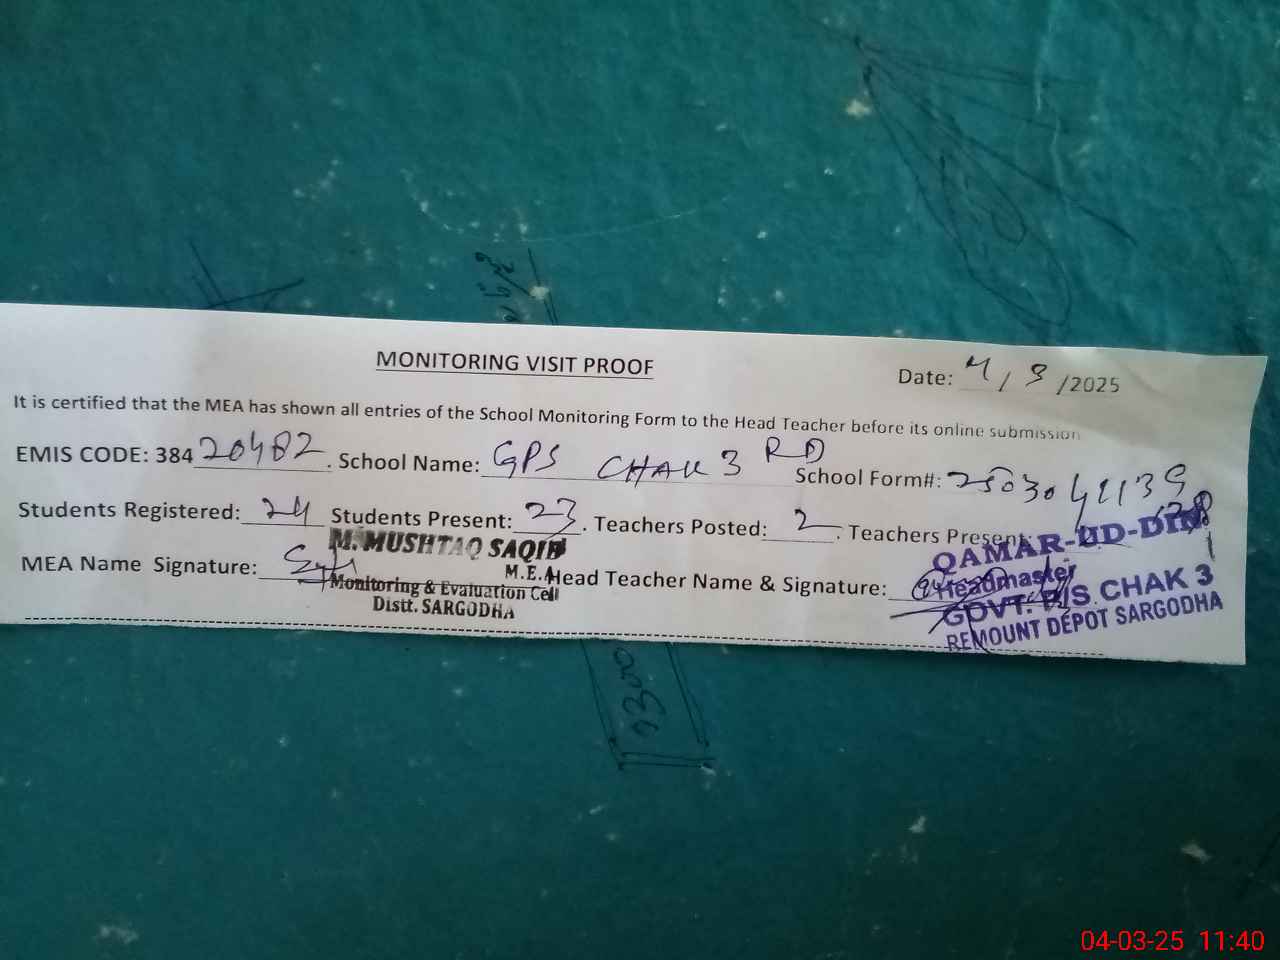 MONITORING VISIT PROOF
Date: 4/3/2025
It is certified that the MEA has shown all entries of the School Monitoring Form to the Head Teacher before its online submission
EMIS CODE: 38420402. School Name: GPS CHAK 3 RD School Form#:
Students Registered: 24 Students Present: 23. Teachers Posted: 2. Teachers Present:
MEA Name Signature: Head Teacher Name & Signature:
M. MUSHTAQ SAQIB
M.E.A
Monitoring & Evaluation Cell
Distt. SARGODHA
QAMAR-UD-DIN
Headmaster
GOVT. P/S CHAK 3
REMOUNT DEPOT SARGODHA
04-03-25 11:40